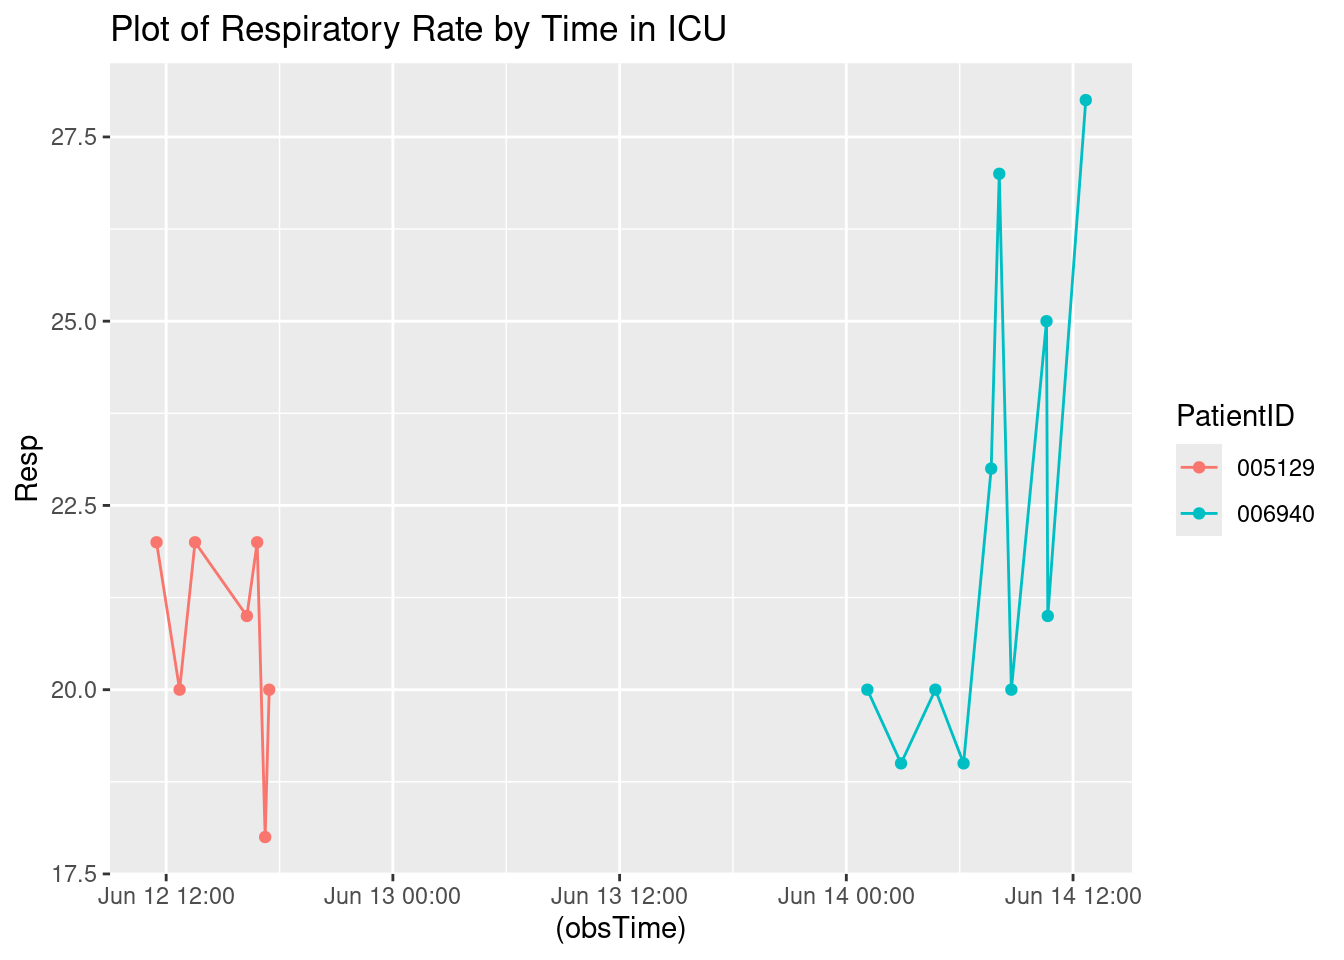 Plot of Respiratory Rate by Time in ICU
27.5
25.0
22.5
20.0
17.5
Resp
Jun 12 12:00
Jun 13 00:00
Jun 13 12:00
Jun 14 00:00
Jun 14 12:00
(obsTime)
PatientID
005129
006940